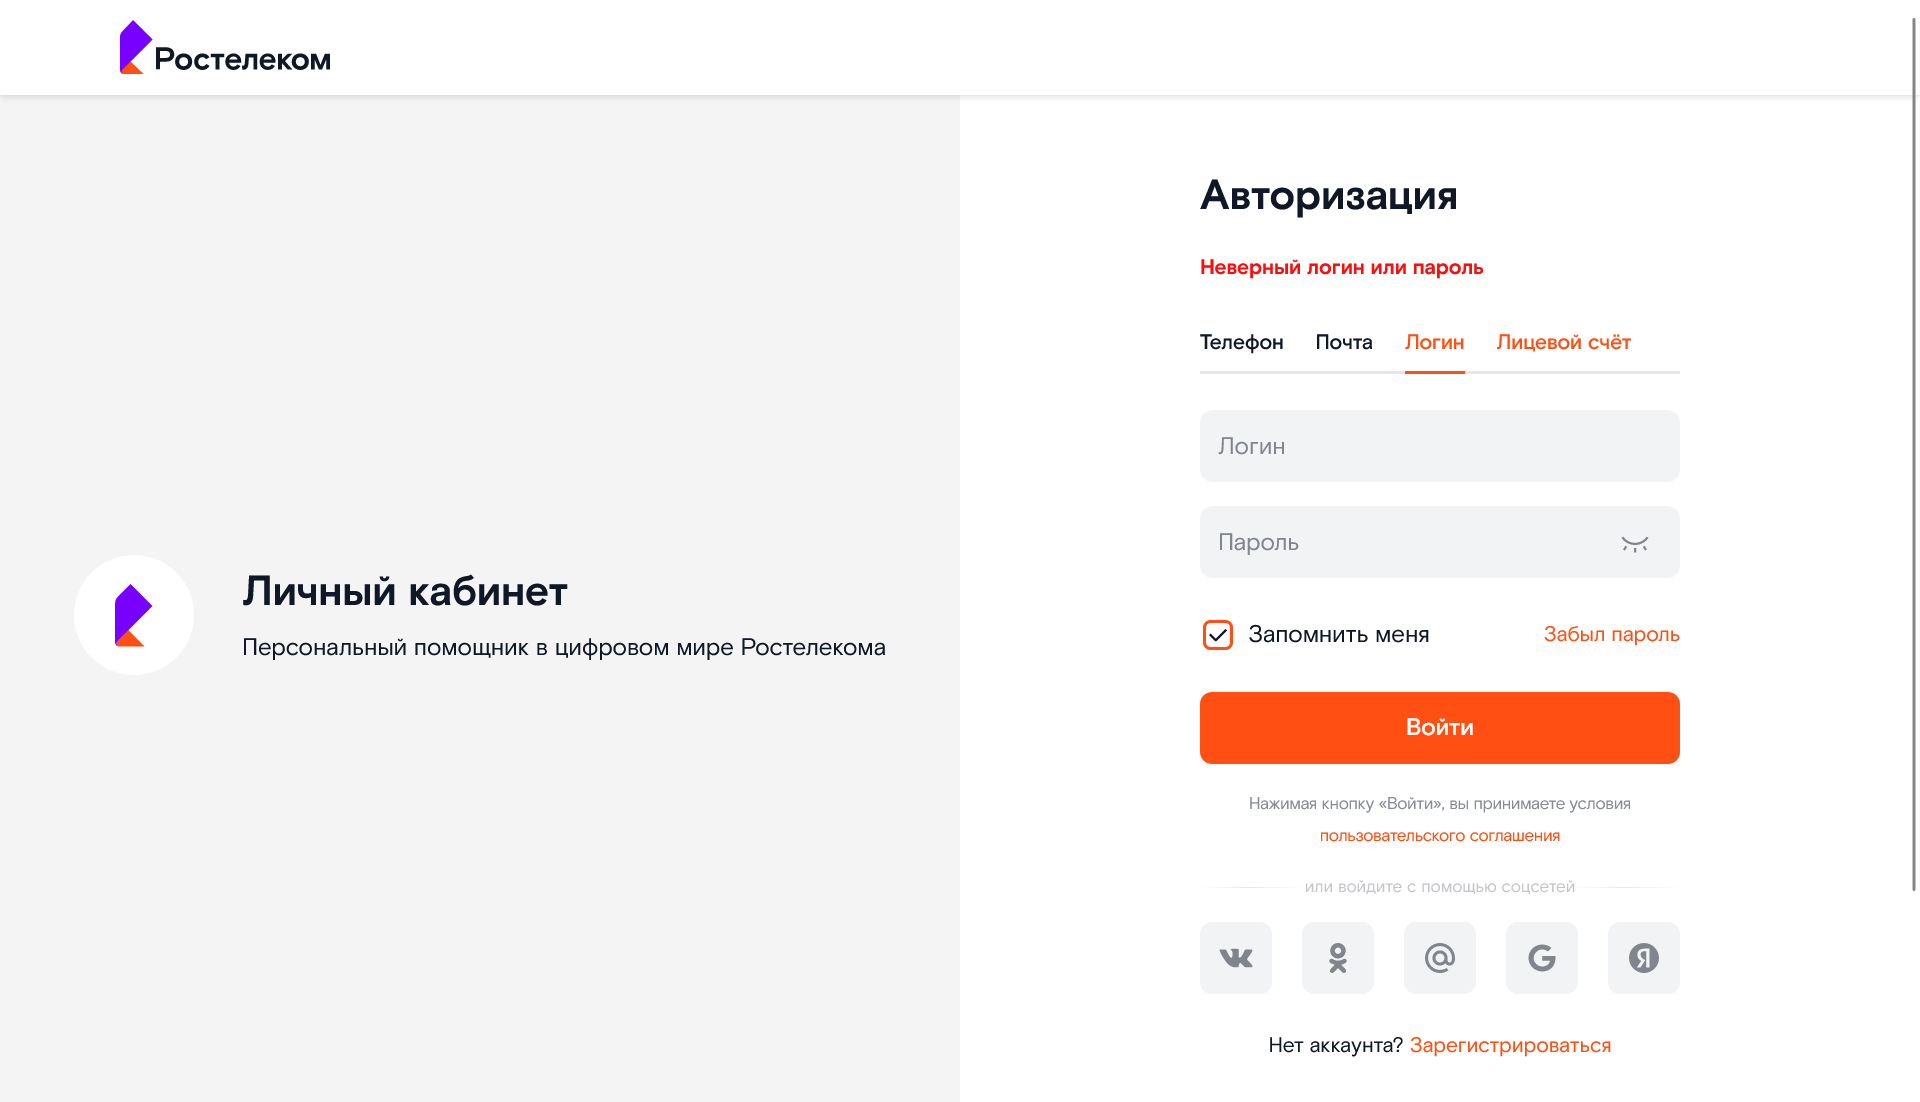 Ростелеком
Личный кабинет
Персональный помощник в цифровом мире Ростелекома
Авторизация
Неверный логин или пароль
Телефон Почта Логин Лицевой счёт
Логин
Пароль
Запомнить меня Забыл пароль
Войти
Нажимая кнопку «Войти», вы принимаете условия
пользовательского соглашения
или войдите с помощью соцсетей
Нет аккаунта? Зарегистрироваться